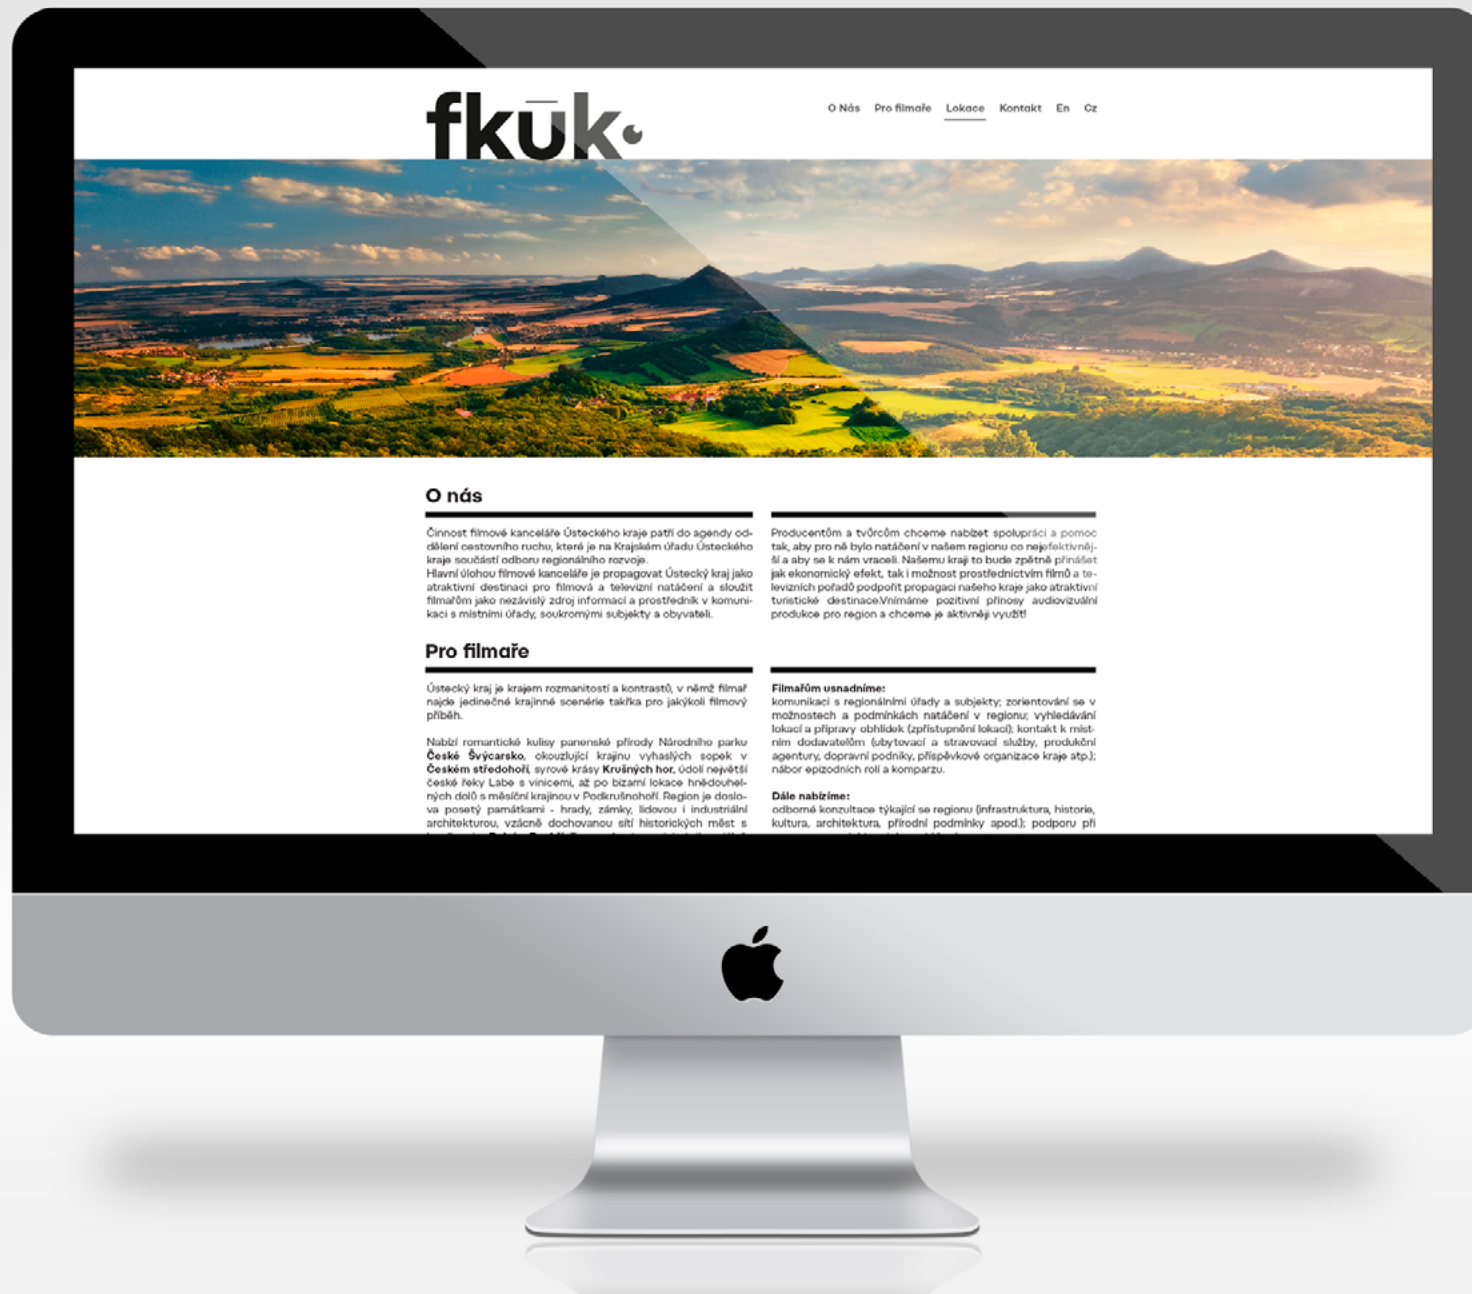 fkūk
O Nás Pro filmaře Lokace Kontakt En Cz
O nás
Činnost filmové kanceláře Ústeckého kraje patří do agendy od-
dělení cestovního ruchu, které je na Krajském úřadu Ústeckého
kraje součástí odboru regionálního rozvoje.
Hlavní úlohou filmové kanceláře je propagovat Ústecký kraj jako
atraktivní destinaci pro filmová a televizní natáčení a sloužit
filmařům jako nezávislý zdroj informací a prostředník v komuni-
kaci s místními úřady, soukromými subjekty a obyvateli.
Producentům a tvůrcům chceme nabízet spolupráci a pomoc
tak, aby pro ně bylo natáčení v našem regionu co nejefektivněj-
ší a aby se k nám vraceli. Našemu kraji to bude zpětně přinášet
jak ekonomický efekt, tak i možnost prostřednictvím filmů a te-
levizních pořadů podpořit propagaci našeho kraje jako atraktivní
turistické destinace.Vnímáme pozitivní přínosy audiovizuální
produkce pro region a chceme je aktivněji využít!
Pro filmaře
Ústecký kraj je krajem rozmanitostí a kontrastů, v němž filmař
najde jedinečné krajinné scenérie takřka pro jakýkoli filmový
příběh.
Nabízí romantické kulisy panenské přírody Národního parku
České Švýcarsko, okouzlující krajinu vyhaslých sopek v
Českém středohoří, syrové krásy Krušných hor, údolí největší
české řeky Labe s vinicemi, až po bizarní lokace hnědouhel-
ných dolů s měsíční krajinou v Podkrušnohoří. Region je doslo-
va posetý památkami - hrady, zámky, lidovou i industriální
architekturou, vzácně dochovanou sítí historických měst s
Filmařům usnadníme:
komunikaci s regionálními úřady a subjekty; zorientování se v
možnostech a podmínkách natáčení v regionu; vyhledávání
lokací a přípravy obhlídek (zpřístupnění lokací); kontakt k míst-
ním dodavatelům (ubytovací a stravovací služby, produkční
agentury, dopravní podniky, příspěvkové organizace kraje atp.);
nábor epizodních rolí a komparzu.
Dále nabízíme:
odborné konzultace týkající se regionu (infrastruktura, historie,
kultura, architektura, přírodní podmínky apod.); podporu při